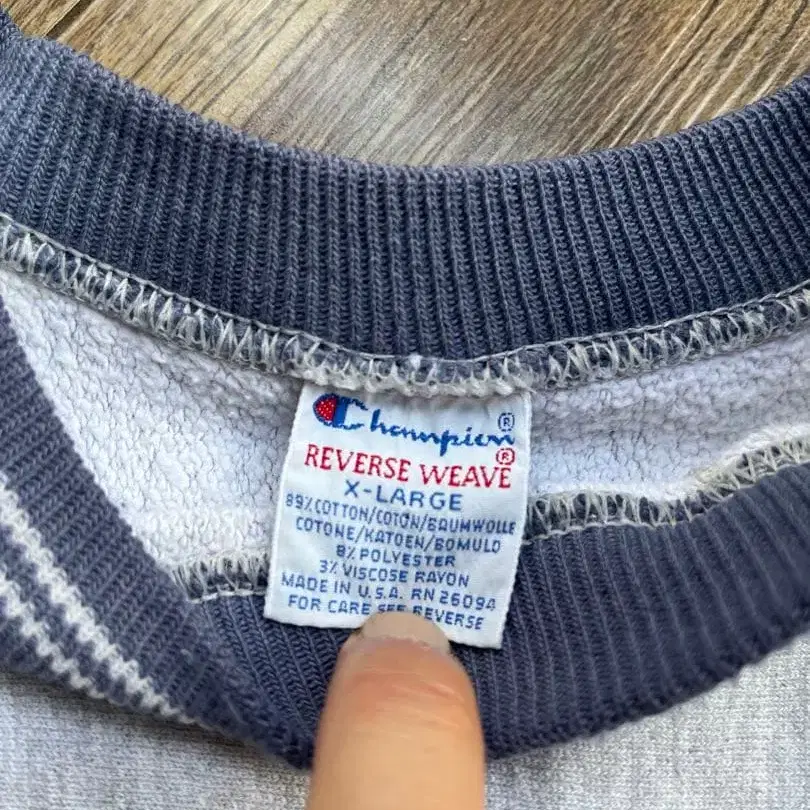 Champion®
REVERSE WEAVE®
X-LARGE
89% COTTON/COTON/BAUMWOLLE
COTONE/KATOEN/BOMULD
8% POLYESTER
3% VISCOSE RAYON
MADE IN U.S.A. RN 26094
FOR CARE SEE REVERSE